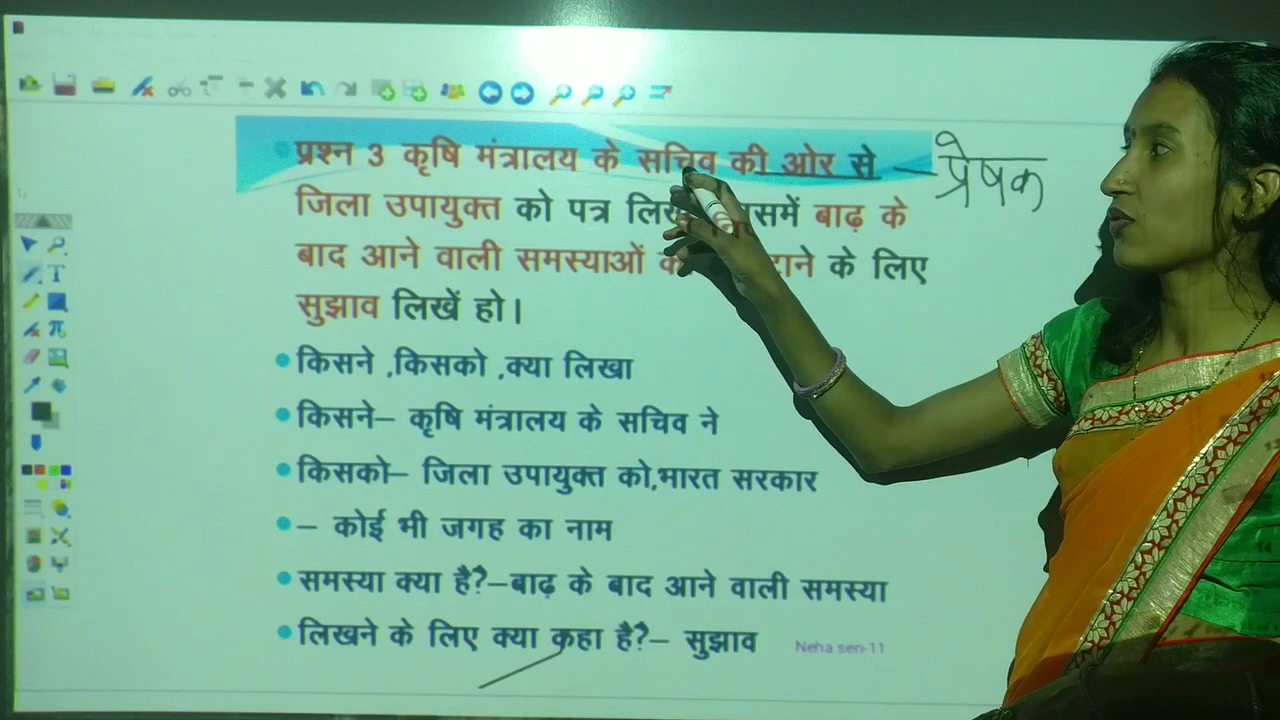 प्रश्न 3 कृषि मंत्रालय के सचिव की ओर से — प्रेषक
जिला उपायुक्त को पत्र बाढ़ के
बाद आने वाली समस्याओं के लिए
सुझाव लिखें हो।
किसने ,किसको ,क्या लिखा
किसने– कृषि मंत्रालय के सचिव ने
किसको– जिला उपायुक्त को,भारत सरकार
– कोई भी जगह का नाम
समस्या क्या है?–बाढ़ के बाद आने वाली समस्या
लिखने के लिए क्या कहा है?– सुझाव
Neha sen-11